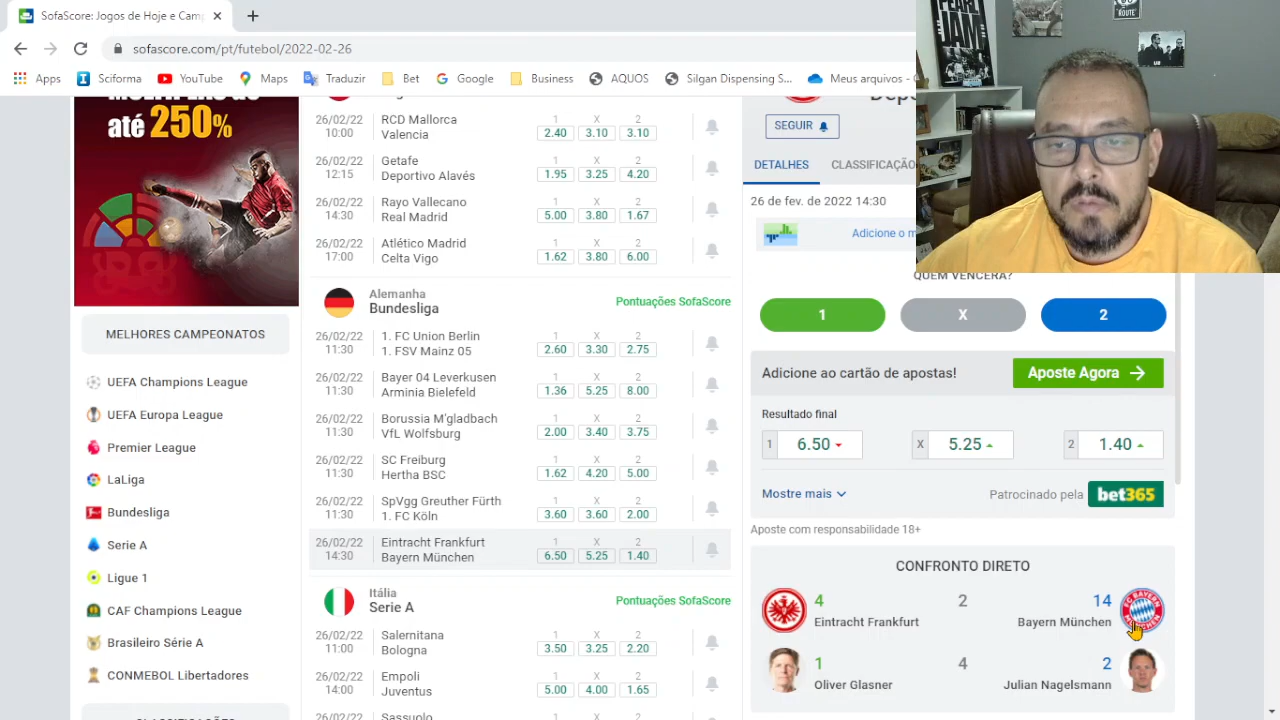 SofaScore: Jogos de Hoje e Camp
sofascore.com/pt/futebol/2022-02-26
Apps
Sciforma
YouTube
Maps
Traduzir
Bet
Google
Business
AQUOS
Silgan Dispensing S...
Meus arquivos
PEARL JAM
ROUTE
até 250%
26/02/22
10:00
RCD Mallorca
Valencia
1 X 2
2.40 3.10 3.10
26/02/22
12:15
Getafe
Deportivo Alavés
1 X 2
1.95 3.25 4.20
26/02/22
14:30
Rayo Vallecano
Real Madrid
1 X 2
5.00 3.80 1.67
26/02/22
17:00
Atlético Madrid
Celta Vigo
1 X 2
1.62 3.80 6.00
Alemanha
Bundesliga
Pontuações SofaScore
26/02/22
11:30
1. FC Union Berlin
1. FSV Mainz 05
1 X 2
2.60 3.30 2.75
26/02/22
11:30
Bayer 04 Leverkusen
Arminia Bielefeld
1 X 2
1.36 5.25 8.00
26/02/22
11:30
Borussia M'gladbach
VfL Wolfsburg
1 X 2
2.00 3.40 3.75
26/02/22
11:30
SC Freiburg
Hertha BSC
1 X 2
1.62 4.20 5.00
26/02/22
11:30
SpVgg Greuther Fürth
1. FC Köln
1 X 2
3.60 3.60 2.00
26/02/22
14:30
Eintracht Frankfurt
Bayern München
1 X 2
6.50 5.25 1.40
Itália
Serie A
Pontuações SofaScore
26/02/22
11:00
Salernitana
Bologna
1 X 2
3.50 3.25 2.20
26/02/22
14:00
Empoli
Juventus
1 X 2
5.00 4.00 1.65
26/02/22
Sassuolo
1 X 2
MELHORES CAMPEONATOS
UEFA Champions League
UEFA Europa League
Premier League
LaLiga
Bundesliga
Serie A
Ligue 1
CAF Champions League
Brasileiro Série A
CONMEBOL Libertadores
SEGUIR
DETALHES
CLASSIFICAÇÃO
26 de fev. de 2022 14:30
Adicione o m
QUEM VENCERÁ?
1 X 2
Adicione ao cartão de apostas!
Aposte Agora
Resultado final
1 6.50 X 5.25 2 1.40
Mostre mais
Patrocinado pela bet365
Aposte com responsabilidade 18+
CONFRONTO DIRETO
4 2 14
Eintracht Frankfurt
Bayern München
1 4 2
Oliver Glasner
Julian Nagelsmann